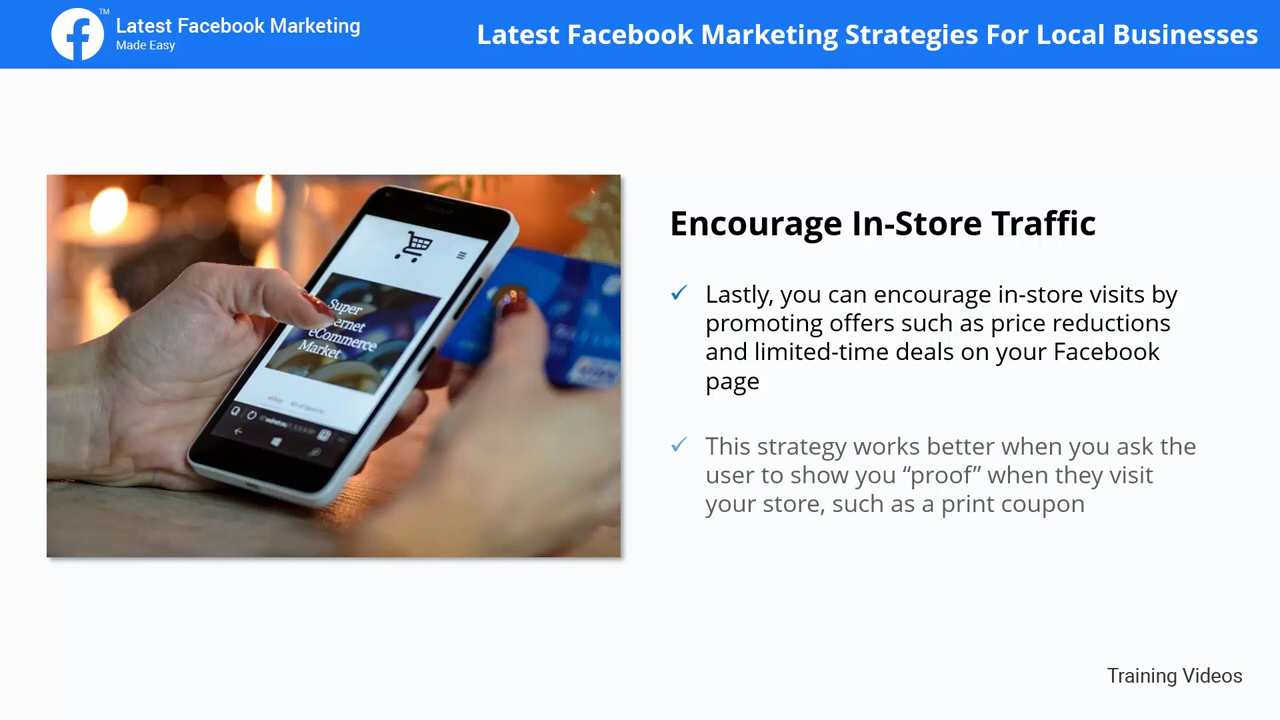 Latest Facebook Marketing
TM
Made Easy
Latest Facebook Marketing Strategies For Local Businesses
Super
eCommerce
Market
Encourage In-Store Traffic
Lastly, you can encourage in-store visits by
promoting offers such as price reductions
and limited-time deals on your Facebook
page
This strategy works better when you ask the
user to show you “proof” when they visit
your store, such as a print coupon
Training Videos